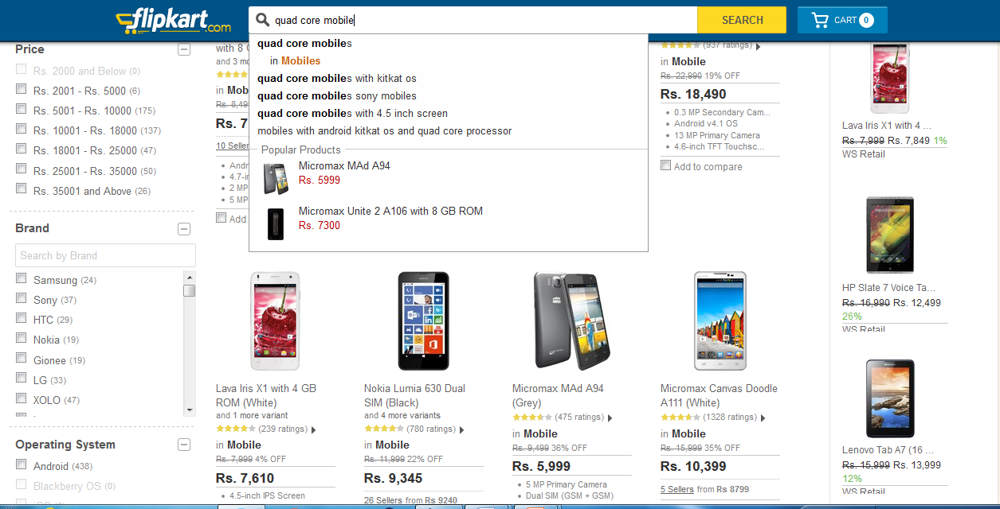 flipkart.com
quad core mobile
SEARCH
CART 0
quad core mobiles
in Mobiles
quad core mobiles with kitkat os
quad core mobiles sony mobiles
quad core mobiles with 4.5 inch screen
mobiles with android kitkat os and quad core processor
Popular Products
Micromax MAd A94
Rs. 5999
Micromax Unite 2 A106 with 8 GB ROM
Rs. 7300
Price
Rs. 2000 and Below (0)
Rs. 2001 - Rs. 5000 (6)
Rs. 5001 - Rs. 10000 (175)
Rs. 10001 - Rs. 18000 (137)
Rs. 18001 - Rs. 25000 (47)
Rs. 25001 - Rs. 35000 (50)
Rs. 35001 and Above (26)
Brand
Search by Brand
Samsung (24)
Sony (37)
HTC (29)
Nokia (19)
Gionee (19)
LG (33)
XOLO (47)
Operating System
Android (438)
Blackberry OS (0)
with 8 G
and 3 mo
in Mob
Rs. 8,49
Rs. 7
10 Seller
Andr
4.7-in
2 MP
5 MP
Add
(937 ratings)
in Mobile
Rs. 22,990 19% OFF
Rs. 18,490
0.3 MP Secondary Cam...
Android v4.1 OS
13 MP Primary Camera
4.6-inch TFT Touchsc...
Add to compare
Lava Iris X1 with 4 GB
ROM (White)
and 1 more variant
(239 ratings)
in Mobile
Rs. 7,999 4% OFF
Rs. 7,610
4.5-inch IPS Screen
Nokia Lumia 630 Dual
SIM (Black)
and 4 more variants
(780 ratings)
in Mobile
Rs. 11,999 22% OFF
Rs. 9,345
26 Sellers from Rs 9240
Micromax MAd A94
(Grey)
(475 ratings)
in Mobile
Rs. 9,499 36% OFF
Rs. 5,999
5 MP Primary Camera
Dual SIM (GSM + GSM)
Micromax Canvas Doodle
A111 (White)
(1328 ratings)
in Mobile
Rs. 15,999 35% OFF
Rs. 10,399
5 Sellers from Rs 8799
Lava Iris X1 with 4 ...
Rs. 7,999 Rs. 7,849 1%
WS Retail
HP Slate 7 Voice Ta...
Rs. 16,990 Rs. 12,499
26%
WS Retail
Lenovo Tab A7 (16 ...
Rs. 15,999 Rs. 13,999
12%
WS Retail